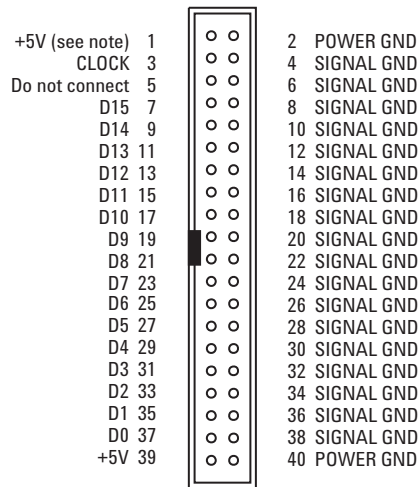 +5V (see note) 1 2 POWER GND
CLOCK 3 4 SIGNAL GND
Do not connect 5 6 SIGNAL GND
D15 7 8 SIGNAL GND
D14 9 10 SIGNAL GND
D13 11 12 SIGNAL GND
D12 13 14 SIGNAL GND
D11 15 16 SIGNAL GND
D10 17 18 SIGNAL GND
D9 19 20 SIGNAL GND
D8 21 22 SIGNAL GND
D7 23 24 SIGNAL GND
D6 25 26 SIGNAL GND
D5 27 28 SIGNAL GND
D4 29 30 SIGNAL GND
D3 31 32 SIGNAL GND
D2 33 34 SIGNAL GND
D1 35 36 SIGNAL GND
D0 37 38 SIGNAL GND
+5V 39 40 POWER GND